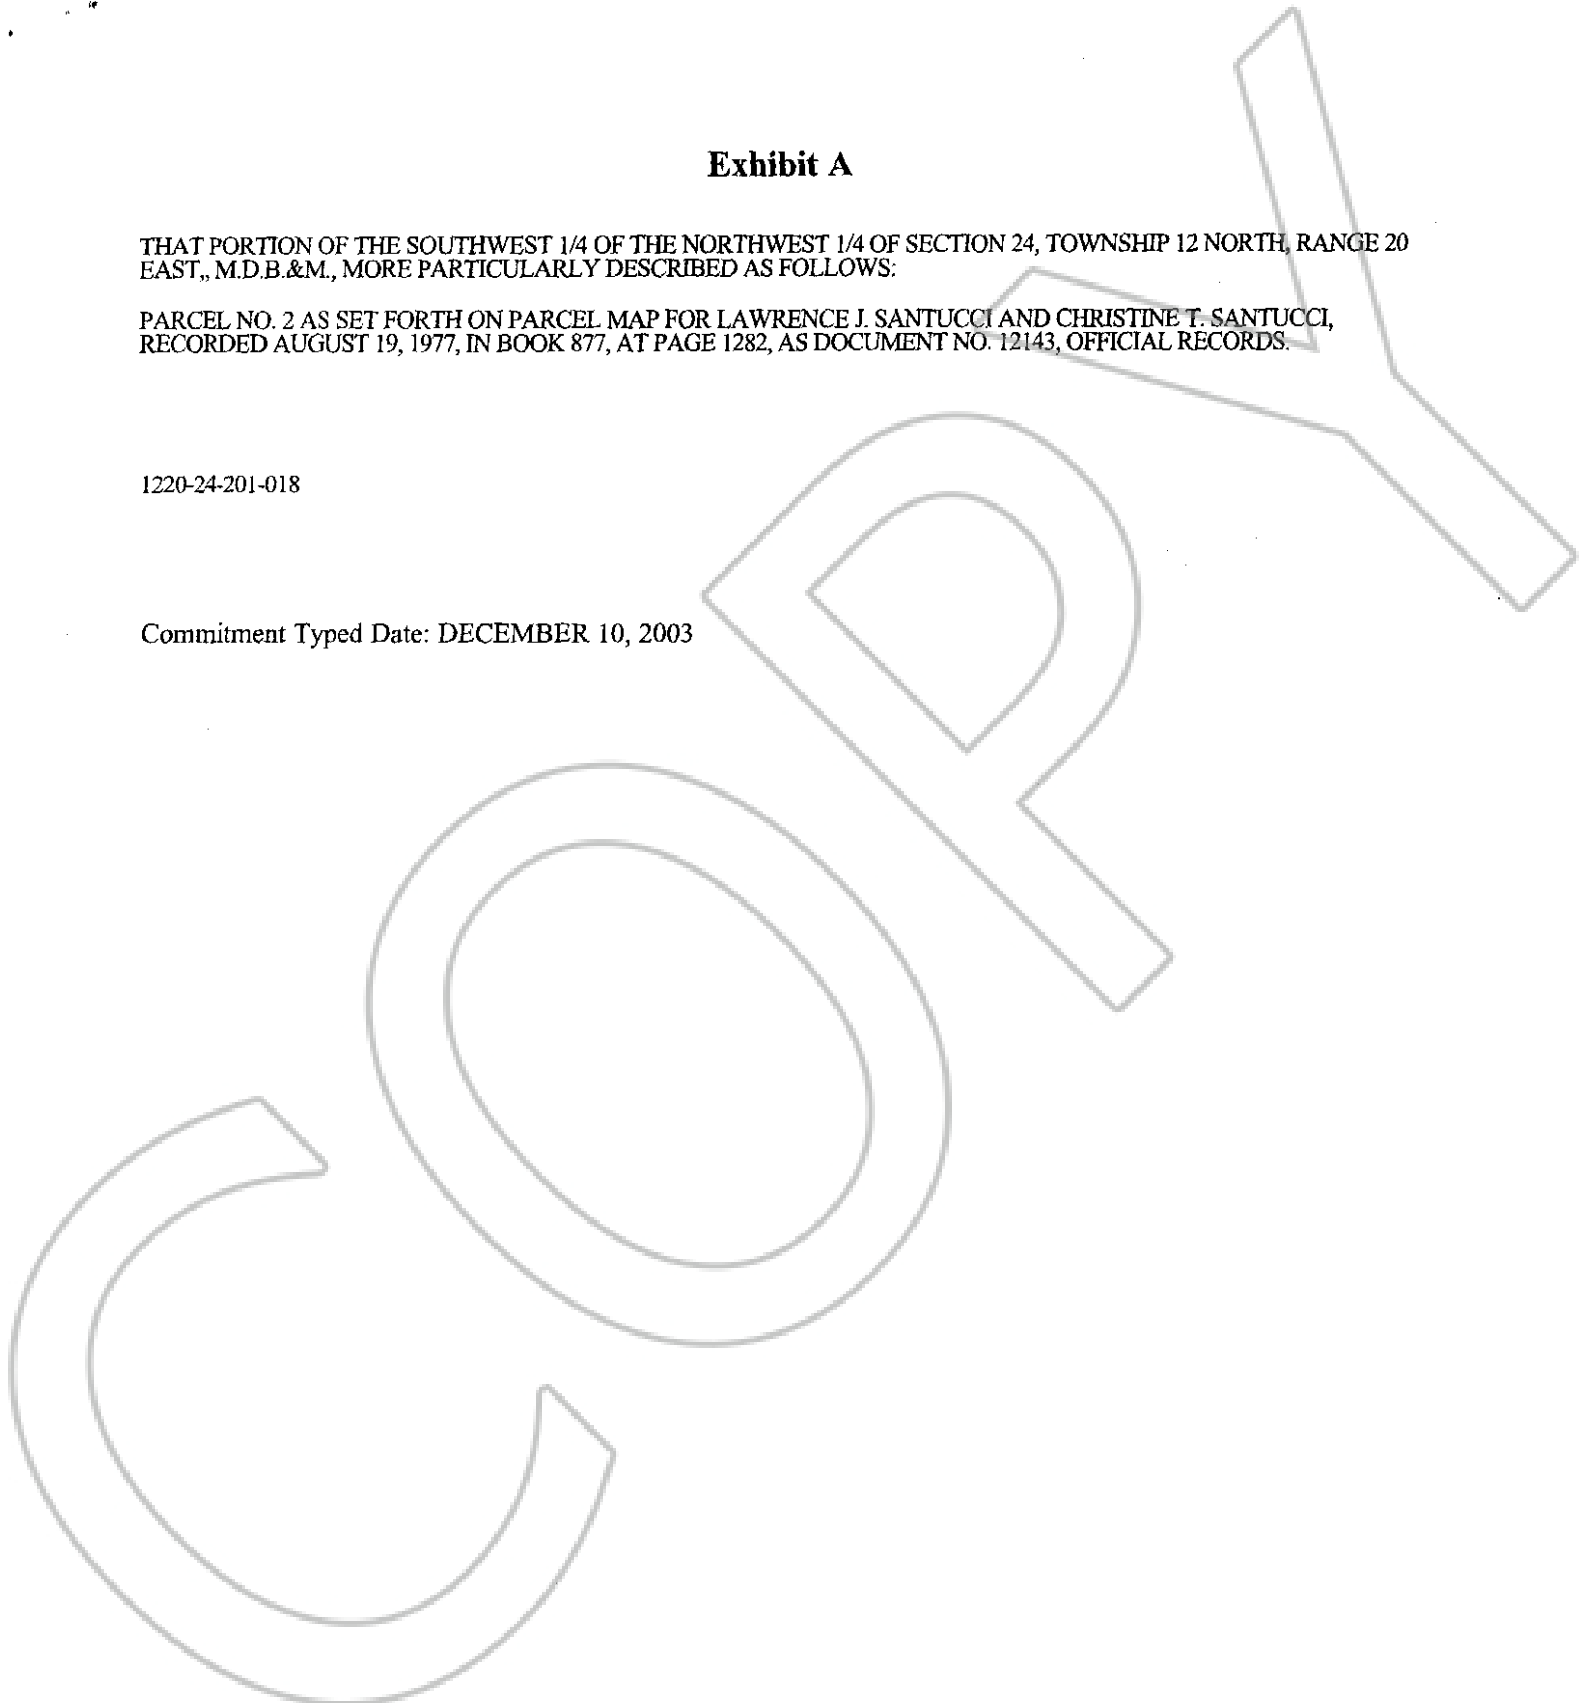 Exhibit A
THAT PORTION OF THE SOUTHWEST 1/4 OF THE NORTHWEST 1/4 OF SECTION 24, TOWNSHIP 12 NORTH, RANGE 20
EAST,, M.D.B.&M., MORE PARTICULARLY DESCRIBED AS FOLLOWS:
PARCEL NO. 2 AS SET FORTH ON PARCEL MAP FOR LAWRENCE J. SANTUCCI AND CHRISTINE T. SANTUCCI,
RECORDED AUGUST 19, 1977, IN BOOK 877, AT PAGE 1282, AS DOCUMENT NO. 12143, OFFICIAL RECORDS.
1220-24-201-018
Commitment Typed Date: DECEMBER 10, 2003
COPY